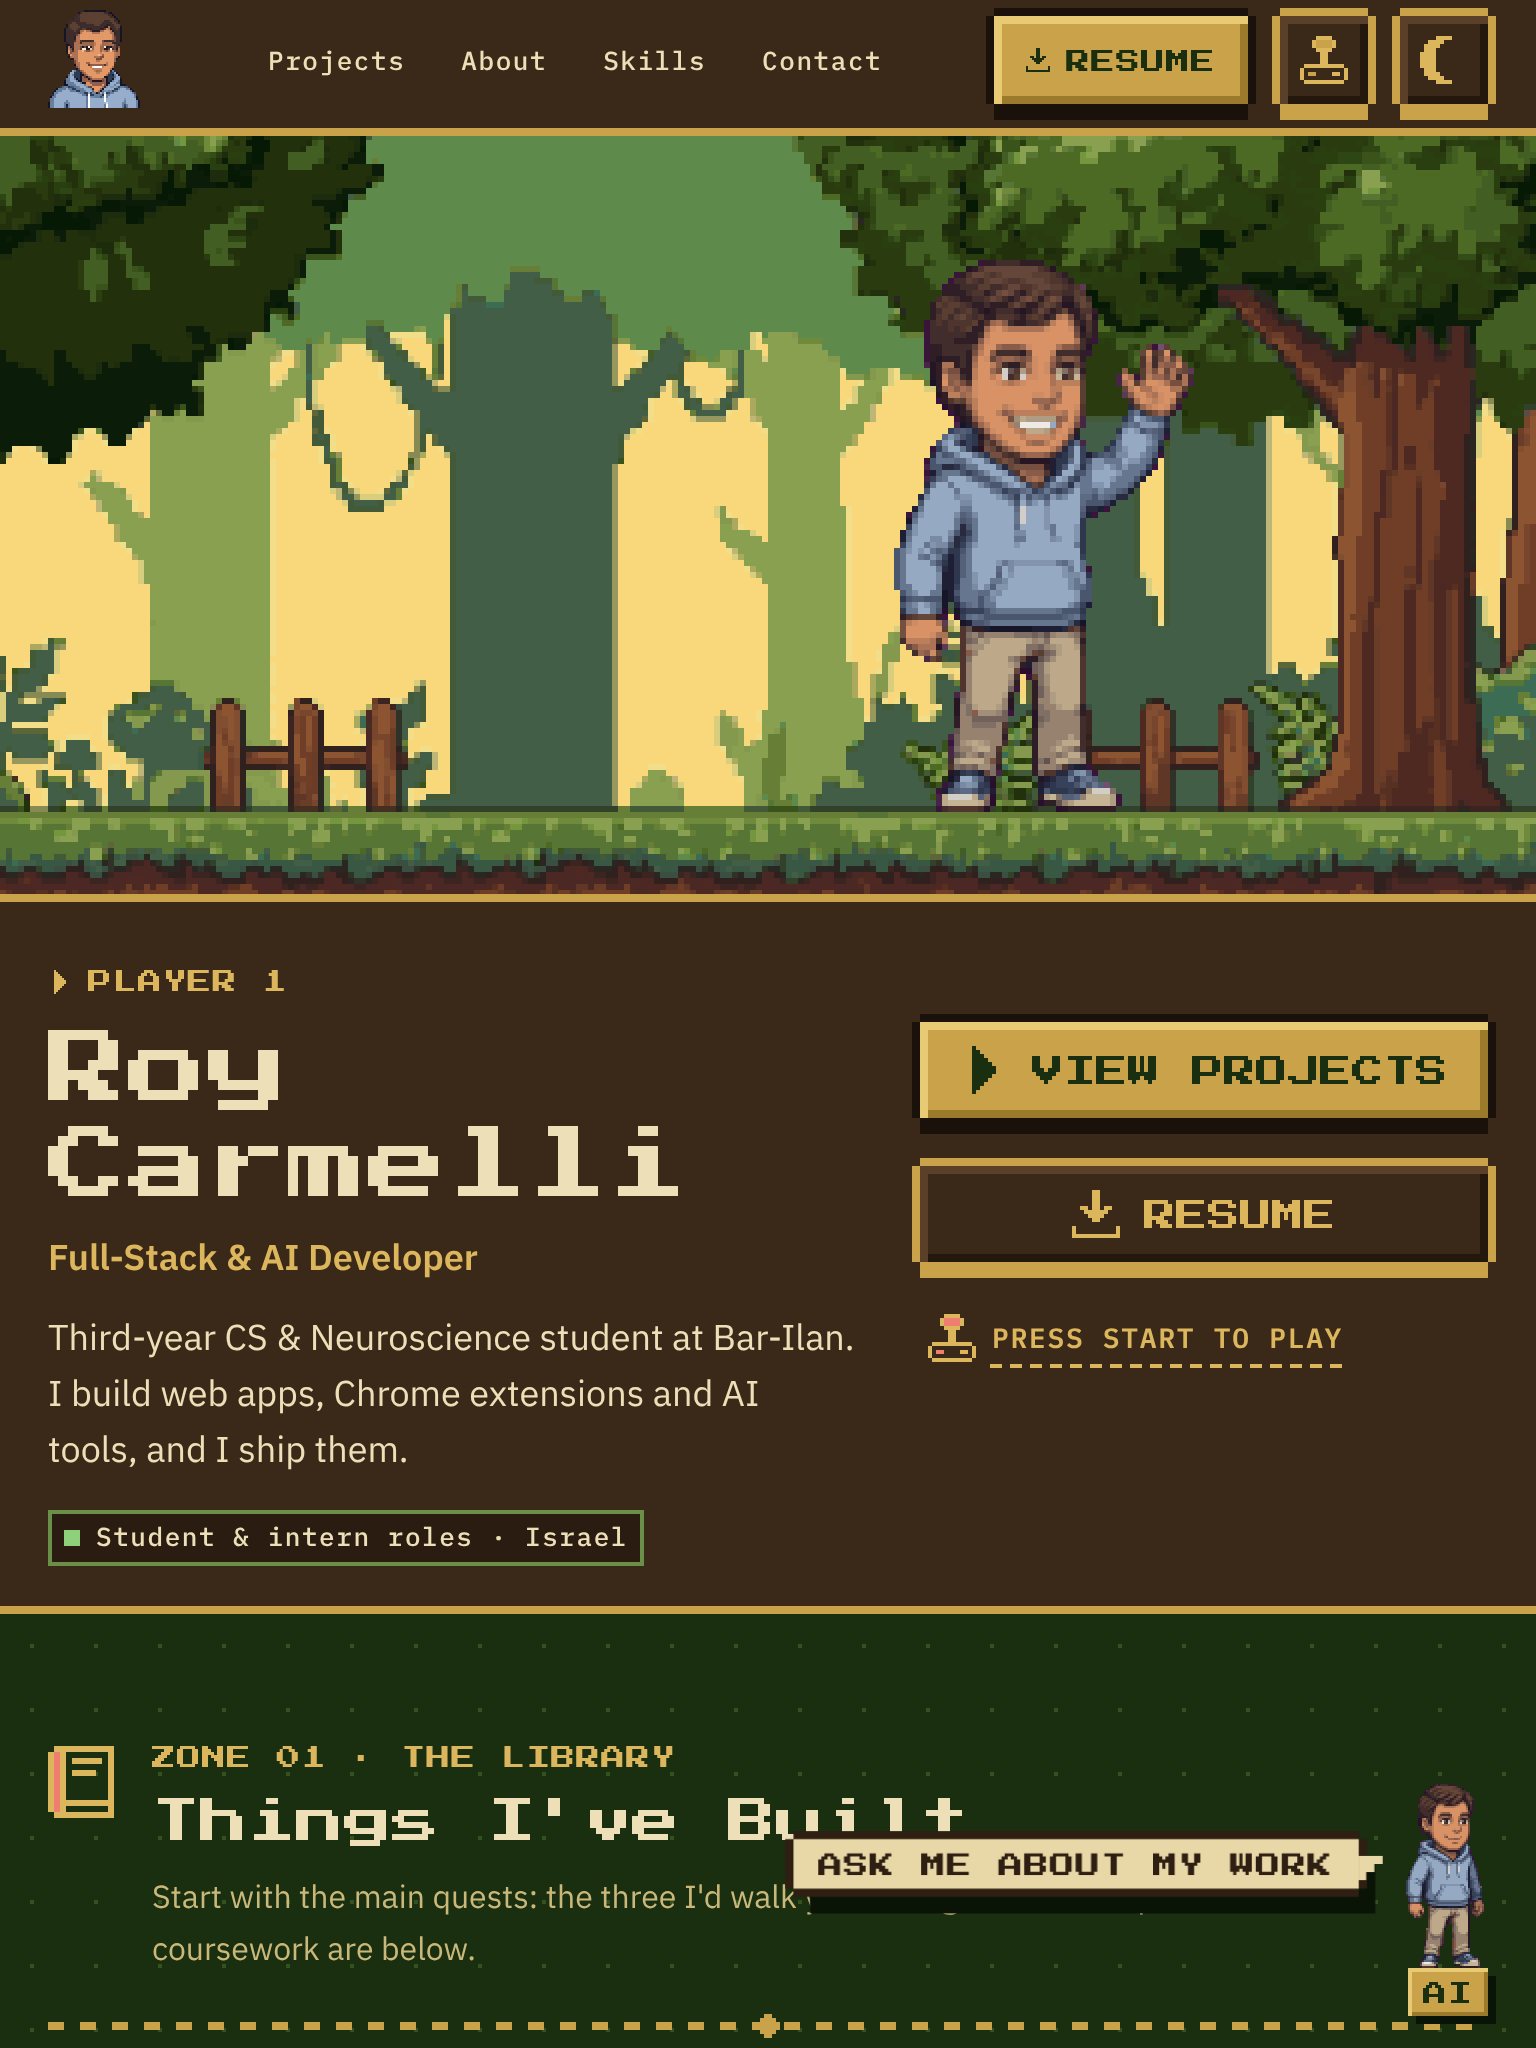 Projects About Skills Contact RESUME
PLAYER 1
Roy
Carmelli
Full-Stack & AI Developer
Third-year CS & Neuroscience student at Bar-Ilan.
I build web apps, Chrome extensions and AI
tools, and I ship them.
Student & intern roles · Israel
VIEW PROJECTS
RESUME
PRESS START TO PLAY
ZONE 01 · THE LIBRARY
Things I've Built
ASK ME ABOUT MY WORK
Start with the main quests: the three I'd walk
coursework are below.
AI